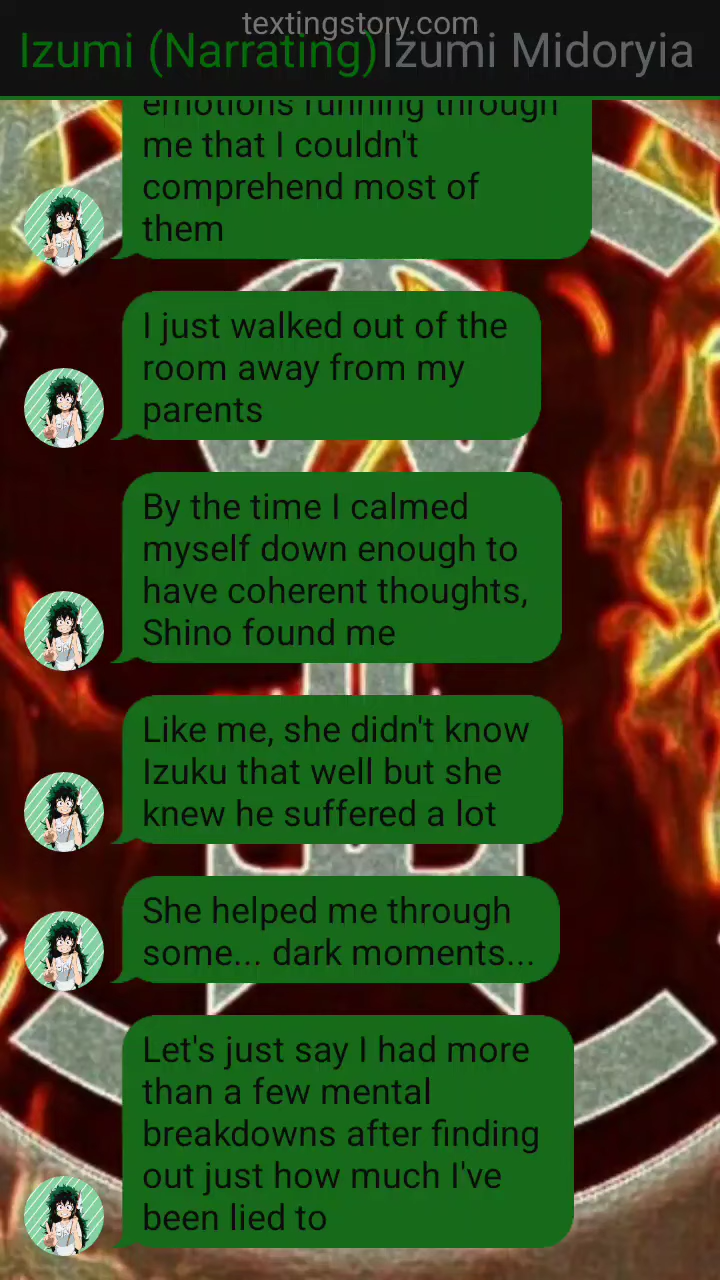 textingstory.com
Izumi (Narrating) Izumi Midoryia
emotions running through
me that I couldn't
comprehend most of
them
I just walked out of the
room away from my
parents
By the time I calmed
myself down enough to
have coherent thoughts,
Shino found me
Like me, she didn't know
Izuku that well but she
knew he suffered a lot
She helped me through
some... dark moments...
Let's just say I had more
than a few mental
breakdowns after finding
out just how much I've
been lied to